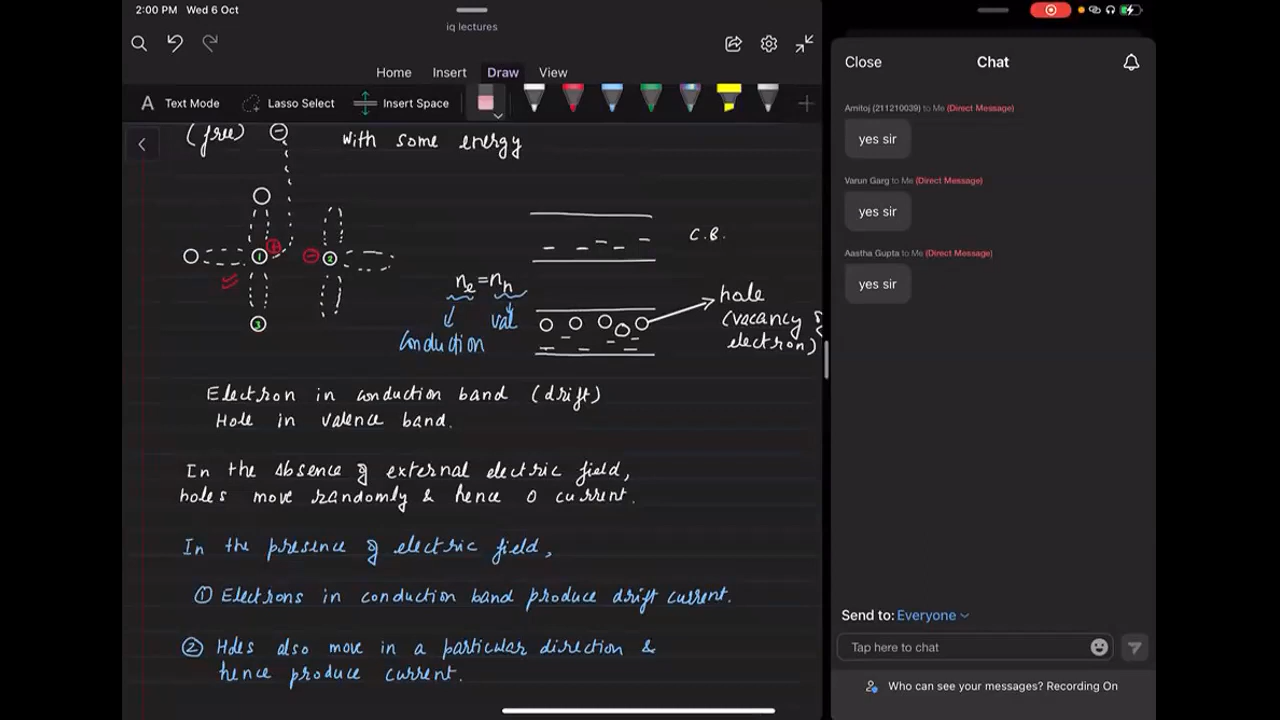 2:00 PM Wed 6 Oct
iq lectures
Home Insert Draw View
A Text Mode Lasso Select Insert Space
(free) With some energy
C.B.
1 2
ne = nh
Conduction
val
hole
(vacancy of
electron)
3
Electron in conduction band (drift)
Hole in valence band.
In the absence of external electric field,
holes move randomly & hence 0 current.
In the presence of electric field,
① Electrons in conduction band produce drift current.
② Holes also move in a particular direction &
hence produce current.
Close Chat
Amitoj (211210039) to Me (Direct Message)
yes sir
Varun Garg to Me (Direct Message)
yes sir
Aastha Gupta to Me (Direct Message)
yes sir
Send to: Everyone
Tap here to chat
Who can see your messages? Recording On